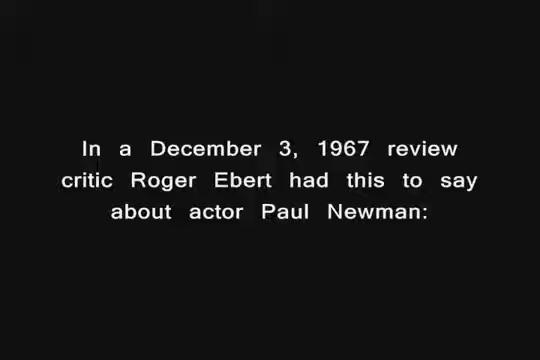 In a December 3, 1967 review
critic Roger Ebert had this to say
about actor Paul Newman: